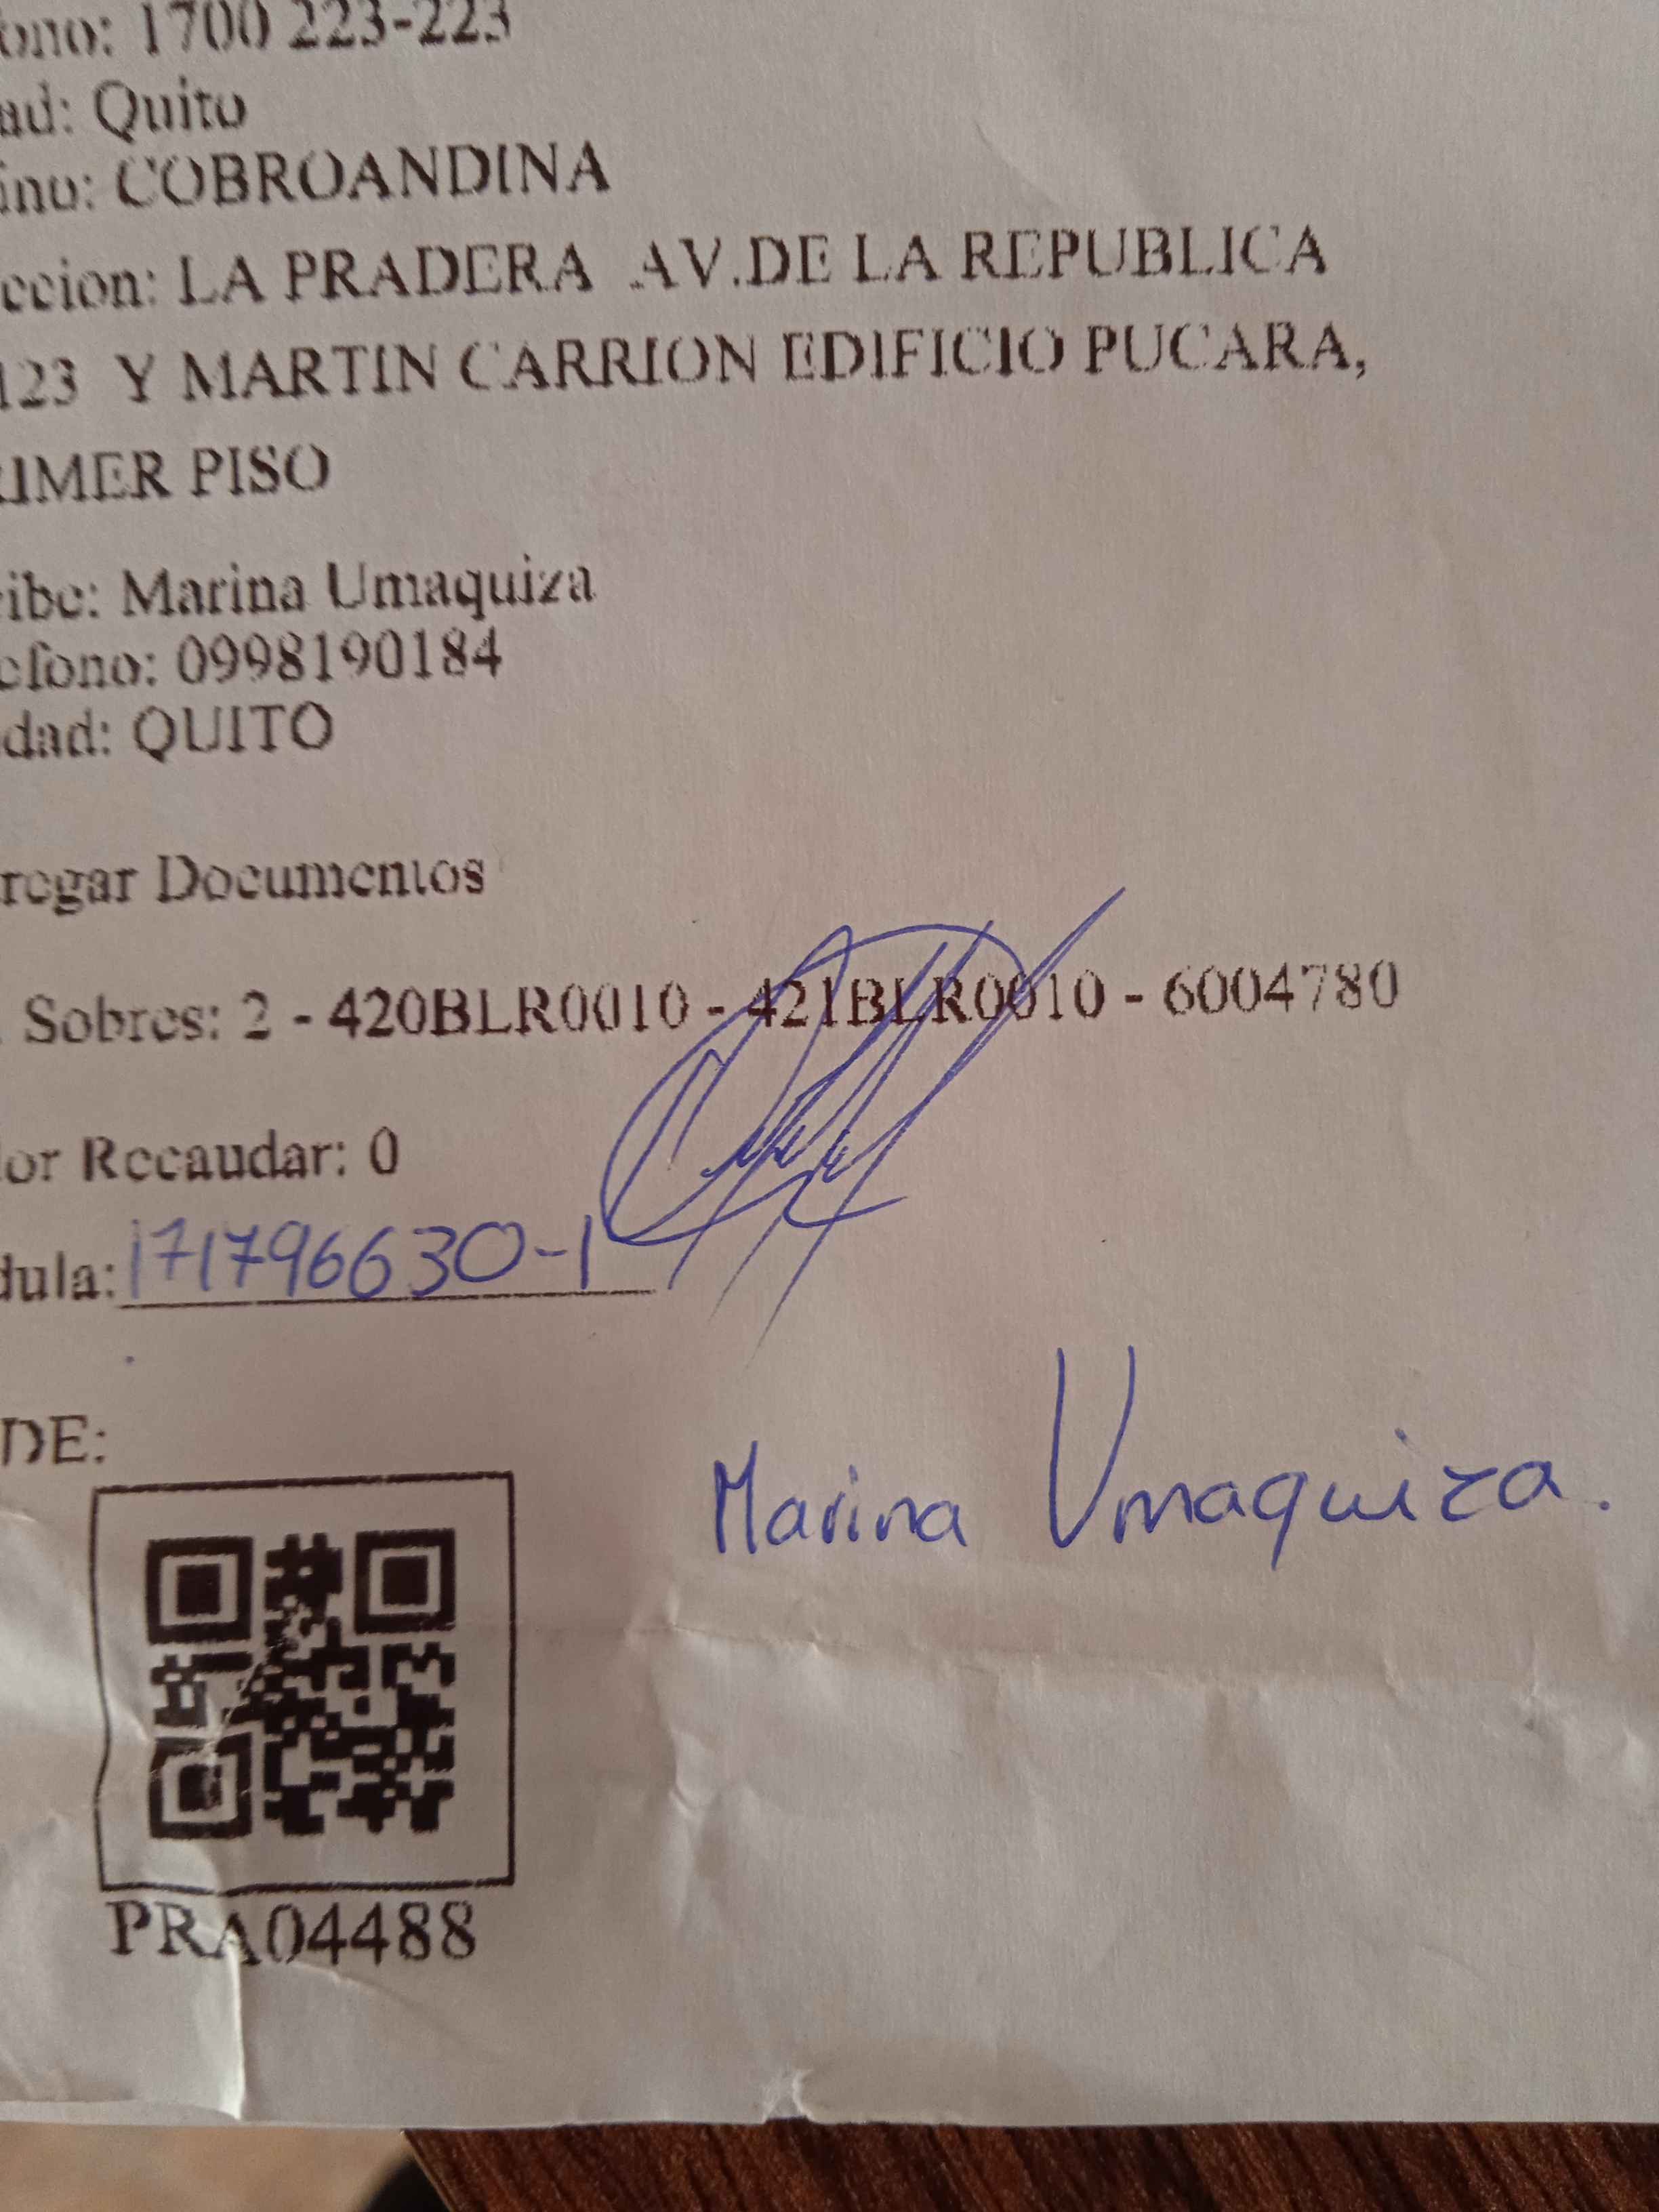 ono: 1700 223-223
ad: Quito
ino: COBROANDINA
ccion: LA PRADERA AV.DE LA REPUBLICA
123 Y MARTIN CARRION EDIFICIO PUCARA,
RIMER PISO
ibe: Marina Umaquiza
efono: 0998190184
dad: QUITO
regar Documentos
Sobres: 2 - 420BLR0010 - 421BLR0010 - 6004780
lor Recaudar: 0
dula: 171796630-1
DE:
Marina Umaquiza.
PRA04488